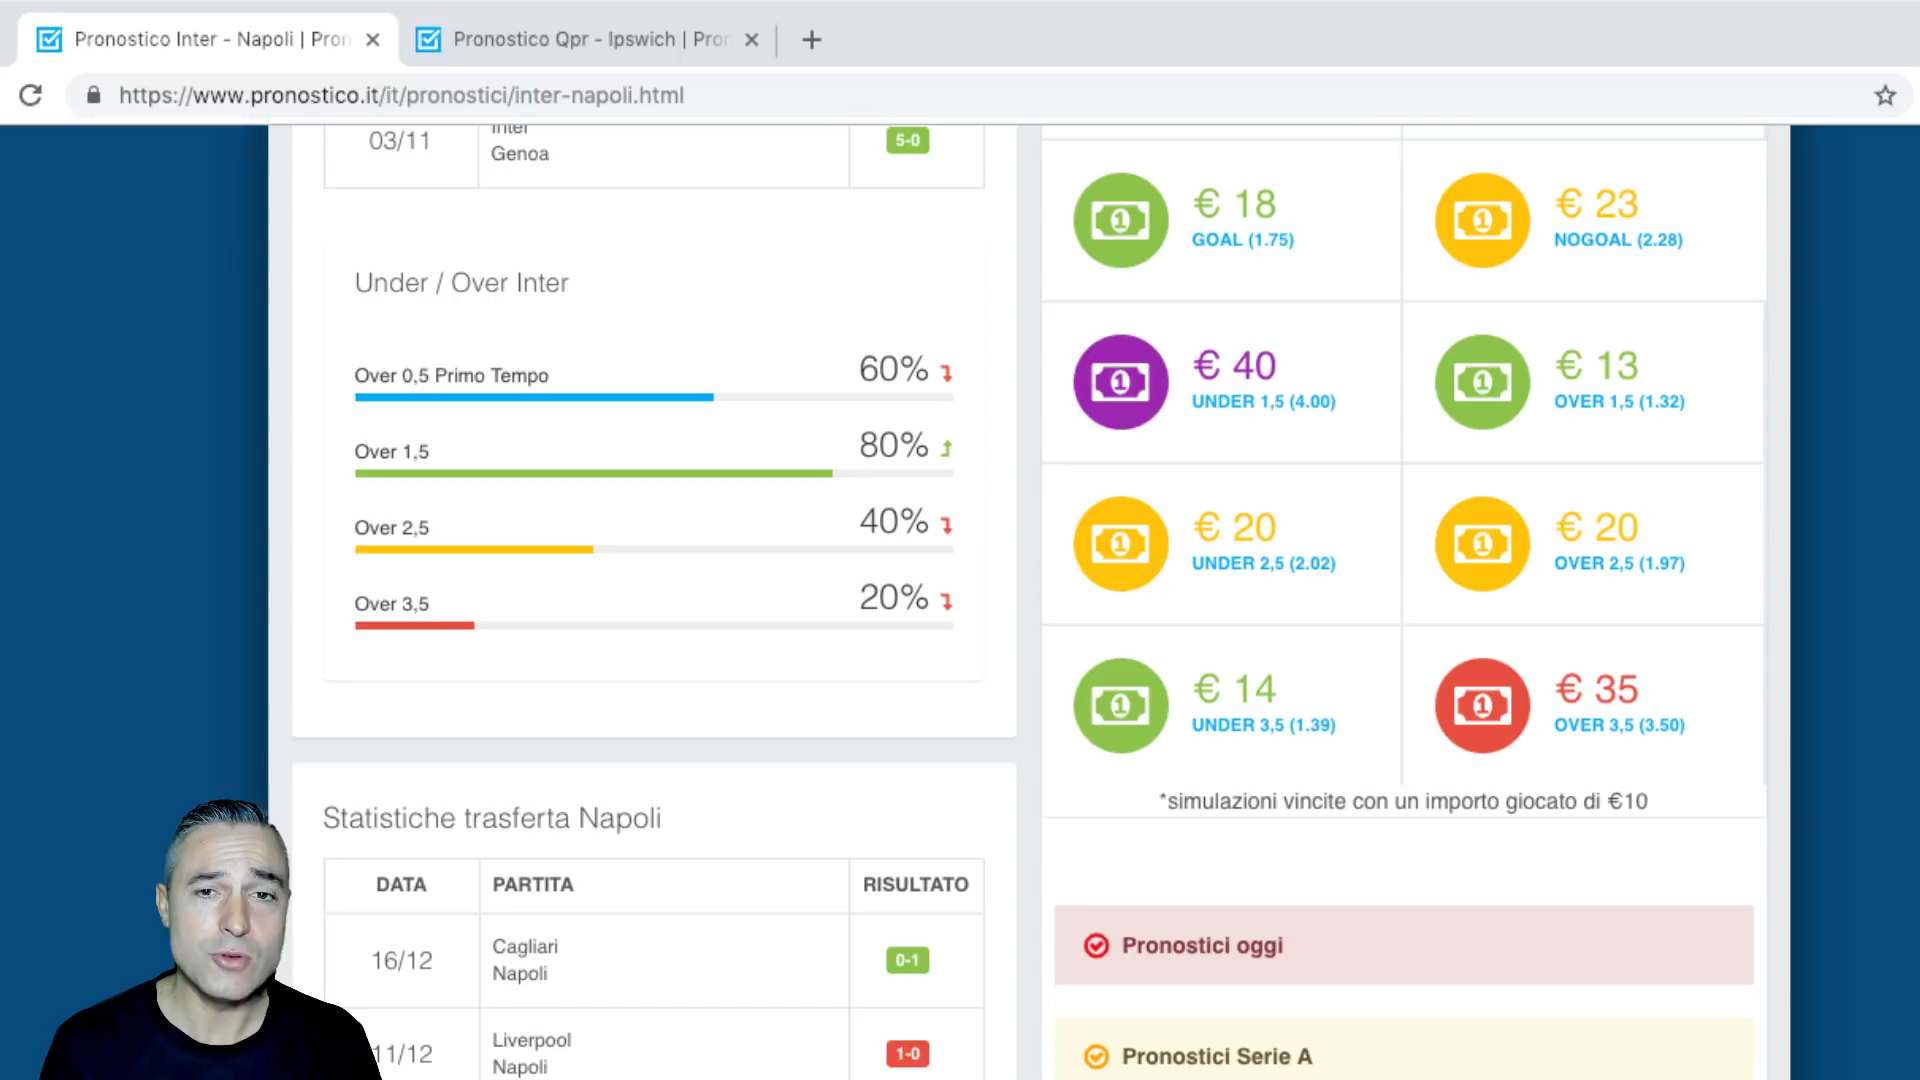 Pronostico Inter - Napoli | Pron
Pronostico Qpr - Ipswich | Pron
https://www.pronostico.it/it/pronostici/inter-napoli.html
03/11
Inter
Genoa
5-0
Under / Over Inter
Over 0,5 Primo Tempo
60%
Over 1,5
80%
Over 2,5
40%
Over 3,5
20%
Statistiche trasferta Napoli
DATA
PARTITA
RISULTATO
16/12
Cagliari
Napoli
0-1
11/12
Liverpool
Napoli
1-0
€ 18
GOAL (1.75)
€ 23
NOGOAL (2.28)
€ 40
UNDER 1,5 (4.00)
€ 13
OVER 1,5 (1.32)
€ 20
UNDER 2,5 (2.02)
€ 20
OVER 2,5 (1.97)
€ 14
UNDER 3,5 (1.39)
€ 35
OVER 3,5 (3.50)
*simulazioni vincite con un importo giocato di €10
Pronostici oggi
Pronostici Serie A